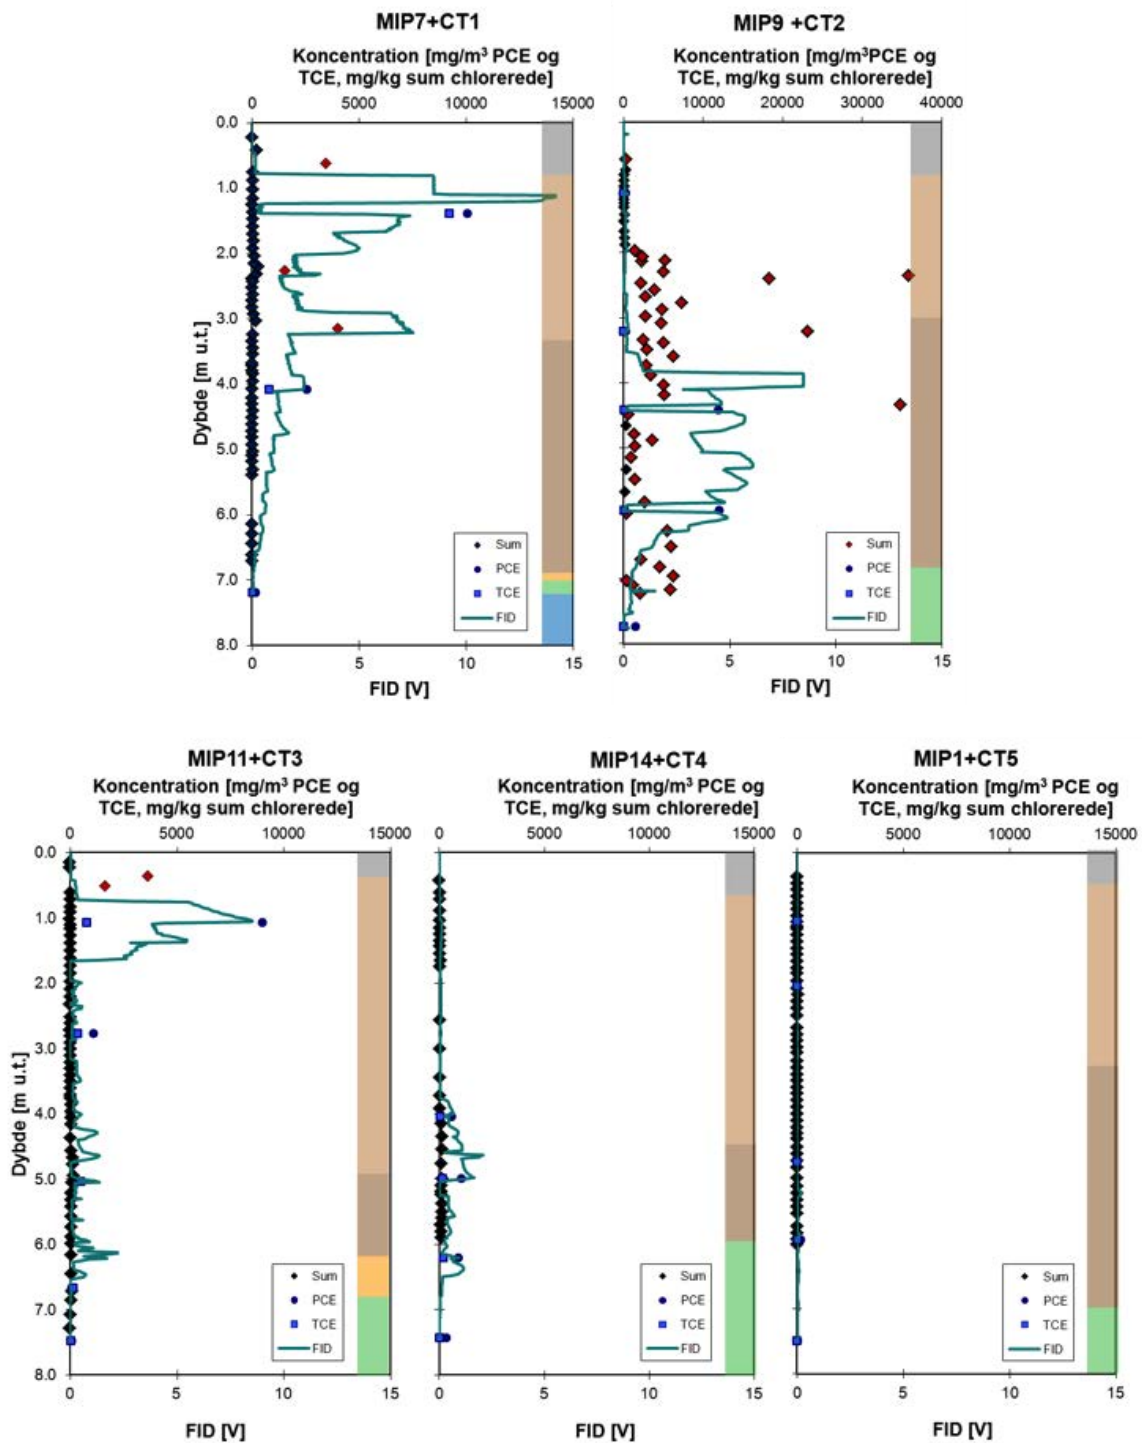 MIP7+CT1
Koncentration [mg/m³ PCE og
TCE, mg/kg sum chlorerede]
0 5000 10000 15000
0.0
1.0
2.0
3.0
4.0
5.0
6.0
7.0
8.0
Dybde [m u.t.]
Sum
PCE
TCE
FID
0 5 10 15
FID [V]
MIP9 +CT2
Koncentration [mg/m³PCE og
TCE, mg/kg sum chlorerede]
0 10000 20000 30000 40000
Sum
PCE
TCE
FID
0 5 10 15
FID [V]
MIP11+CT3
Koncentration [mg/m³ PCE og
TCE, mg/kg sum chlorerede]
0 5000 10000 15000
0.0
1.0
2.0
3.0
4.0
5.0
6.0
7.0
8.0
Dybde [m u.t.]
Sum
PCE
TCE
FID
0 5 10 15
FID [V]
MIP14+CT4
Koncentration [mg/m³ PCE og
TCE, mg/kg sum chlorerede]
0 5000 10000 15000
Sum
PCE
TCE
FID
0 5 10 15
FID [V]
MIP1+CT5
Koncentration [mg/m³ PCE og
TCE, mg/kg sum chlorerede]
5000 10000 15000
Sum
PCE
TCE
FID
0 5 10 15
FID [V]